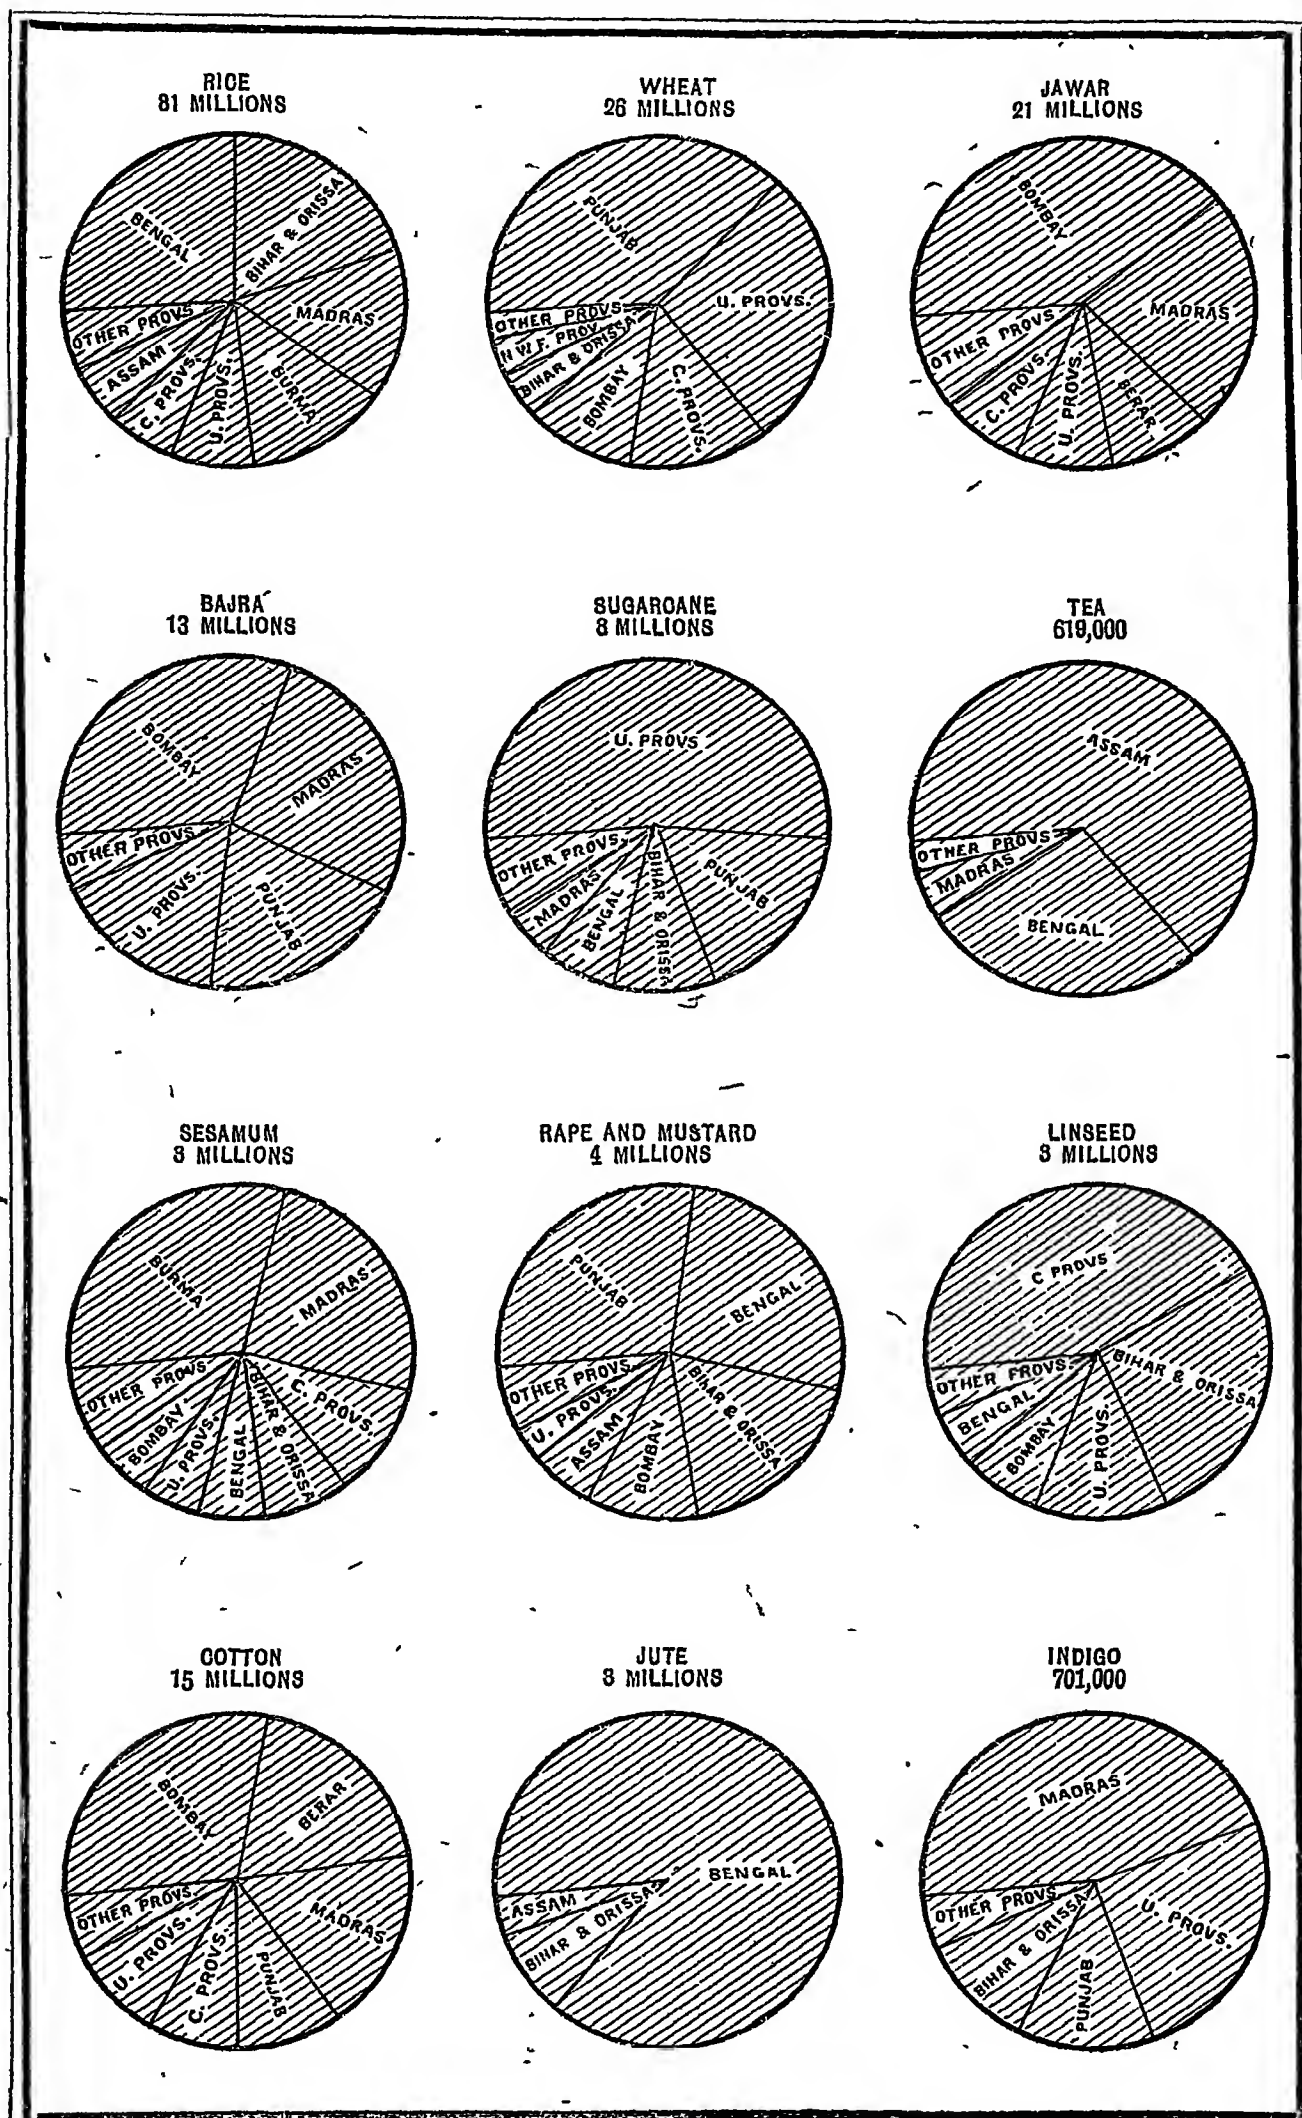 RICE
81 MILLIONS
BENGAL
BIHAR & ORISSA
MADRAS
BURMA
U. PROVS.
C. PROVS.
ASSAM
OTHER PROVS
WHEAT
26 MILLIONS
PUNJAB
U. PROVS.
C. PROVS.
BOMBAY
BIHAR & ORISSA
N W F. PROV.
OTHER PROVS
JAWAR
21 MILLIONS
BOMBAY
MADRAS
BERAR
U. PROVS.
C. PROVS.
OTHER PROVS
BAJRA
13 MILLIONS
BOMBAY
MADRAS
PUNJAB
U. PROVS.
OTHER PROVS.
SUGARCANE
3 MILLIONS
U. PROVS
PUNJAB
BIHAR & ORISS
BENGAL
MADRAS
OTHER PROVS.
TEA
619,000
ASSAM
BENGAL
MADRAS
OTHER PROVS
SESAMUM
3 MILLIONS
BURMA
MADRAS
C. PROVS.
BIHAR & ORISSA
BENGAL
U. PROVS.
BOMBAY
OTHER PROVS
RAPE AND MUSTARD
4 MILLIONS
PUNJAB
BENGAL
BIHAR & ORISSA
BOMBAY
ASSAM
U. PROVS.
OTHER PROVS
LINSEED
3 MILLIONS
C PROVS
BIHAR & ORISSA
U. PROVS.
BOMBAY
BENGAL
OTHER PROVS.
COTTON
15 MILLIONS
BOMBAY
BERAR
MADRAS
PUNJAB
C. PROVS.
U. PROVS.
OTHER PROVS.
JUTE
3 MILLIONS
BENGAL
BIHAR & ORISSA
ASSAM
INDIGO
701,000
MADRAS
U. PROVS.
PUNJAB
BIHAR & ORISSA
OTHER PROVS